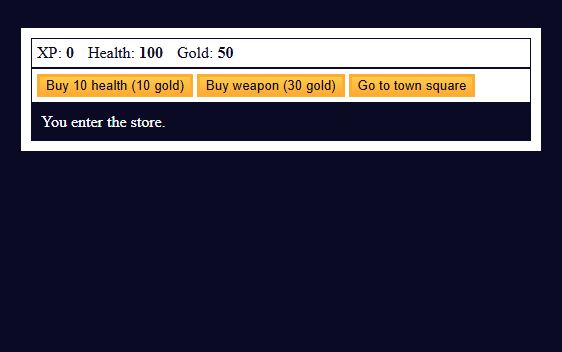 XP: 0 Health: 100 Gold: 50
Buy 10 health (10 gold) Buy weapon (30 gold) Go to town square
You enter the store.